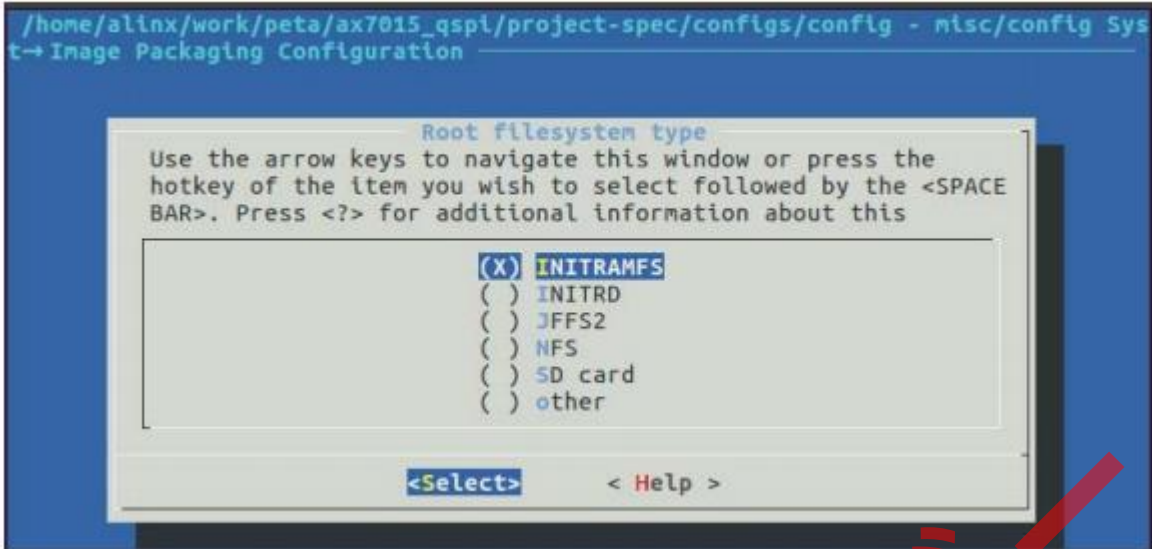 /home/alinx/work/peta/ax7015_qspi/project-spec/configs/config - misc/config Sys
t→Image Packaging Configuration
Root filesystem type
Use the arrow keys to navigate this window or press the
hotkey of the item you wish to select followed by the <SPACE
BAR>. Press <?> for additional information about this
(X) INITRAMFS
( ) INITRD
( ) JFFS2
( ) NFS
( ) SD card
( ) other
<Select> < Help >